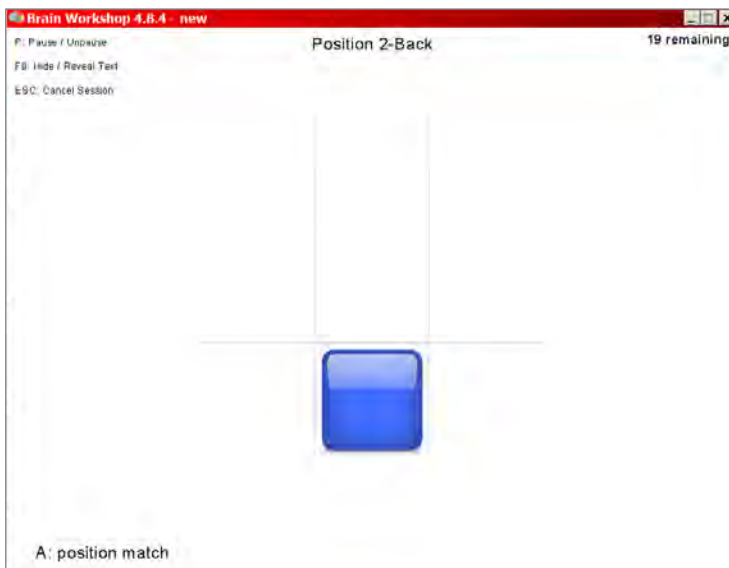 Brain Workshop 4.8.4 - new
P: Pause / Unpause
Position 2-Back
19 remaining
F8: Hide / Reveal Text
ESC: Cancel Session
A: position match